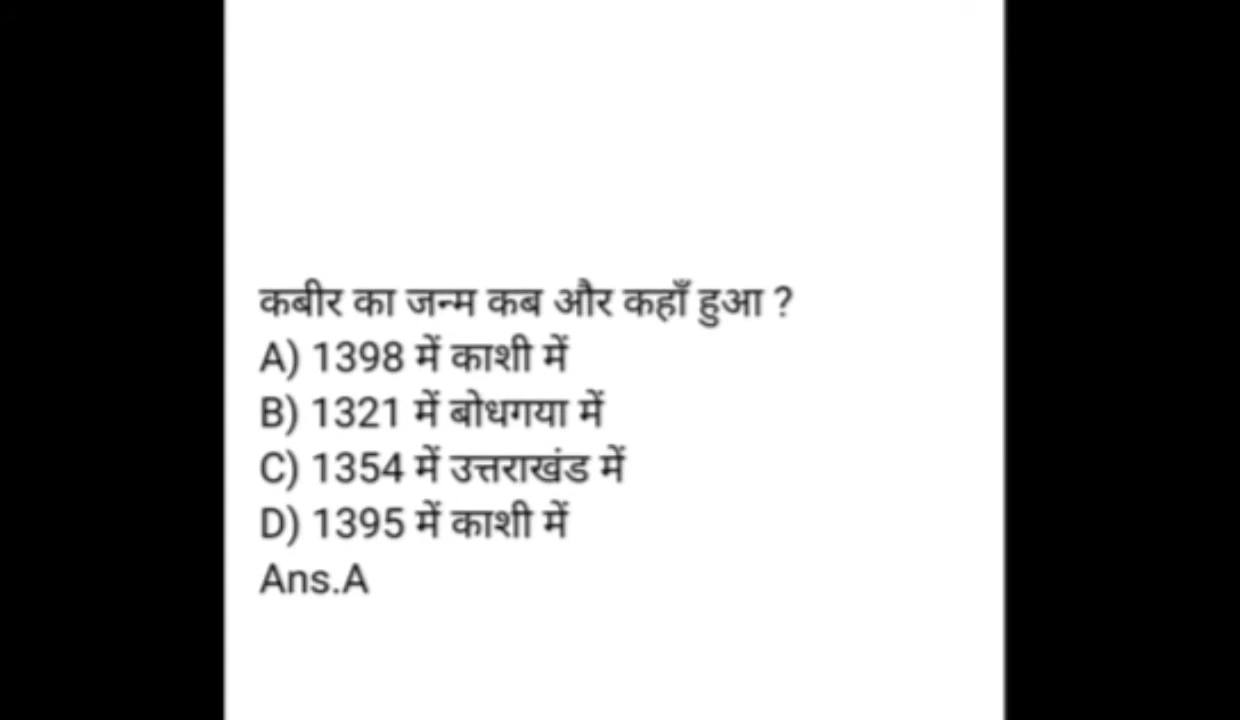 कबीर का जन्म कब और कहाँ हुआ ?
A) 1398 में काशी में
B) 1321 में बोधगया में
C) 1354 में उत्तराखंड में
D) 1395 में काशी में
Ans.A